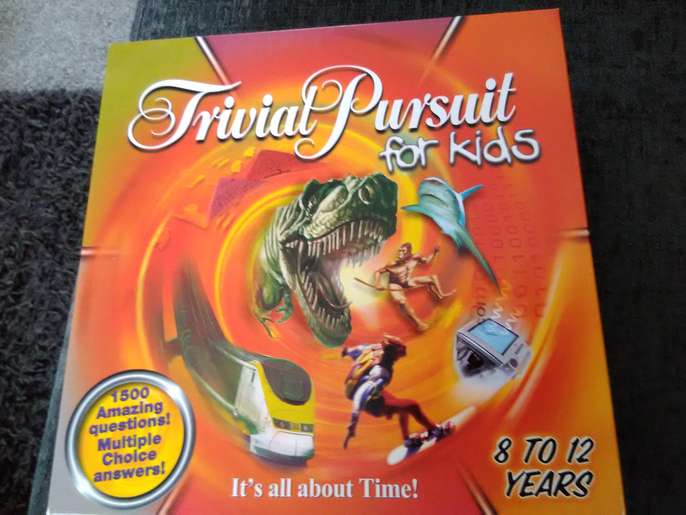 Trivial Pursuit
for kids
1500
Amazing
questions!
Multiple
Choice
answers!
It's all about Time!
8 TO 12
YEARS